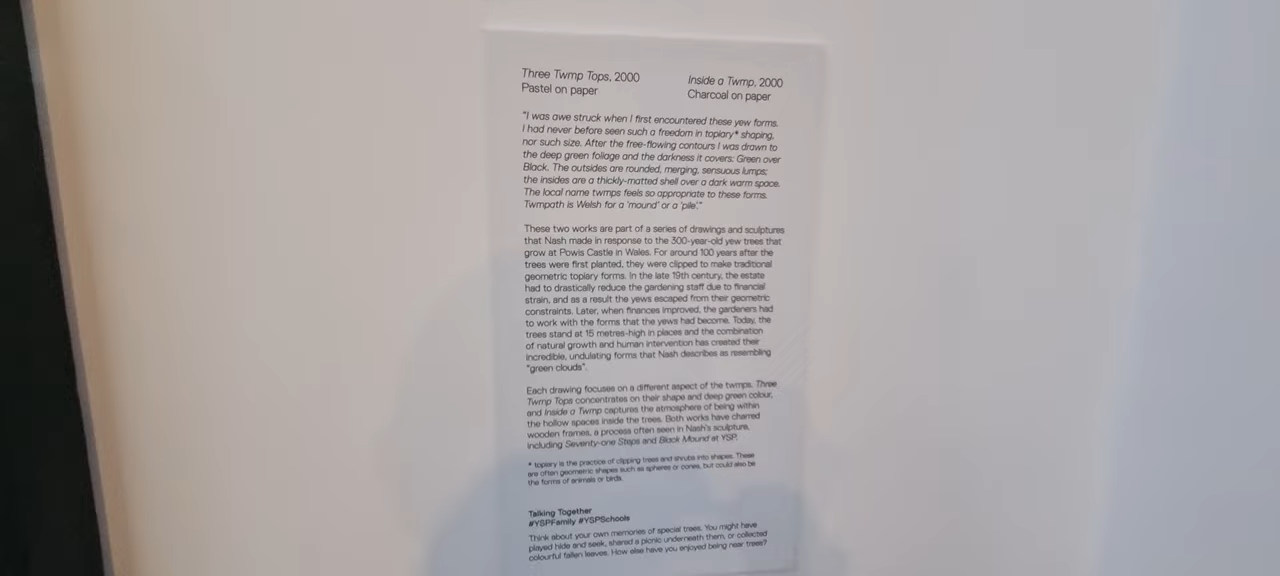 Three Twmp Tops, 2000
Pastel on paper
Inside a Twmp, 2000
Charcoal on paper
"I was awe struck when I first encountered these yew forms.
I had never before seen such a freedom in topiary* shaping,
nor such size. After the free-flowing contours I was drawn to
the deep green foliage and the darkness it covers: Green over
Black. The outsides are rounded, merging, sensuous lumps;
the insides are a thickly-matted shell over a dark warm space.
The local name twmps feels so appropriate to these forms.
Twmpath is Welsh for a 'mound' or a 'pile'."
These two works are part of a series of drawings and sculptures
that Nash made in response to the 300-year-old yew trees that
grow at Powis Castle in Wales. For around 100 years after the
trees were first planted, they were clipped to make traditional
geometric topiary forms. In the late 19th century, the estate
had to drastically reduce the gardening staff due to financial
strain, and as a result the yews escaped from their geometric
constraints. Later, when finances improved, the gardeners had
to work with the forms that the yews had become. Today, the
trees stand at 15 metres-high in places and the combination
of natural growth and human intervention has created their
incredible, undulating forms that Nash describes as resembling
"green clouds".
Each drawing focuses on a different aspect of the twmps. Three
Twmp Tops concentrates on their shape and deep green colour,
and Inside a Twmp captures the atmosphere of being within
the hollow spaces inside the trees. Both works have charred
wooden frames, a process often seen in Nash's sculpture,
including Seventy-one Steps and Black Mound at YSP.
* topiary is the practice of clipping trees and shrubs into shapes. These
are often geometric shapes such as spheres or cones, but could also be
the forms of animals or birds.
Talking Together
#YSPFamily #YSPSchools
Think about your own memories of special trees. You might have
played hide and seek, shared a picnic underneath them, or collected
colourful fallen leaves. How else have you enjoyed being near trees?